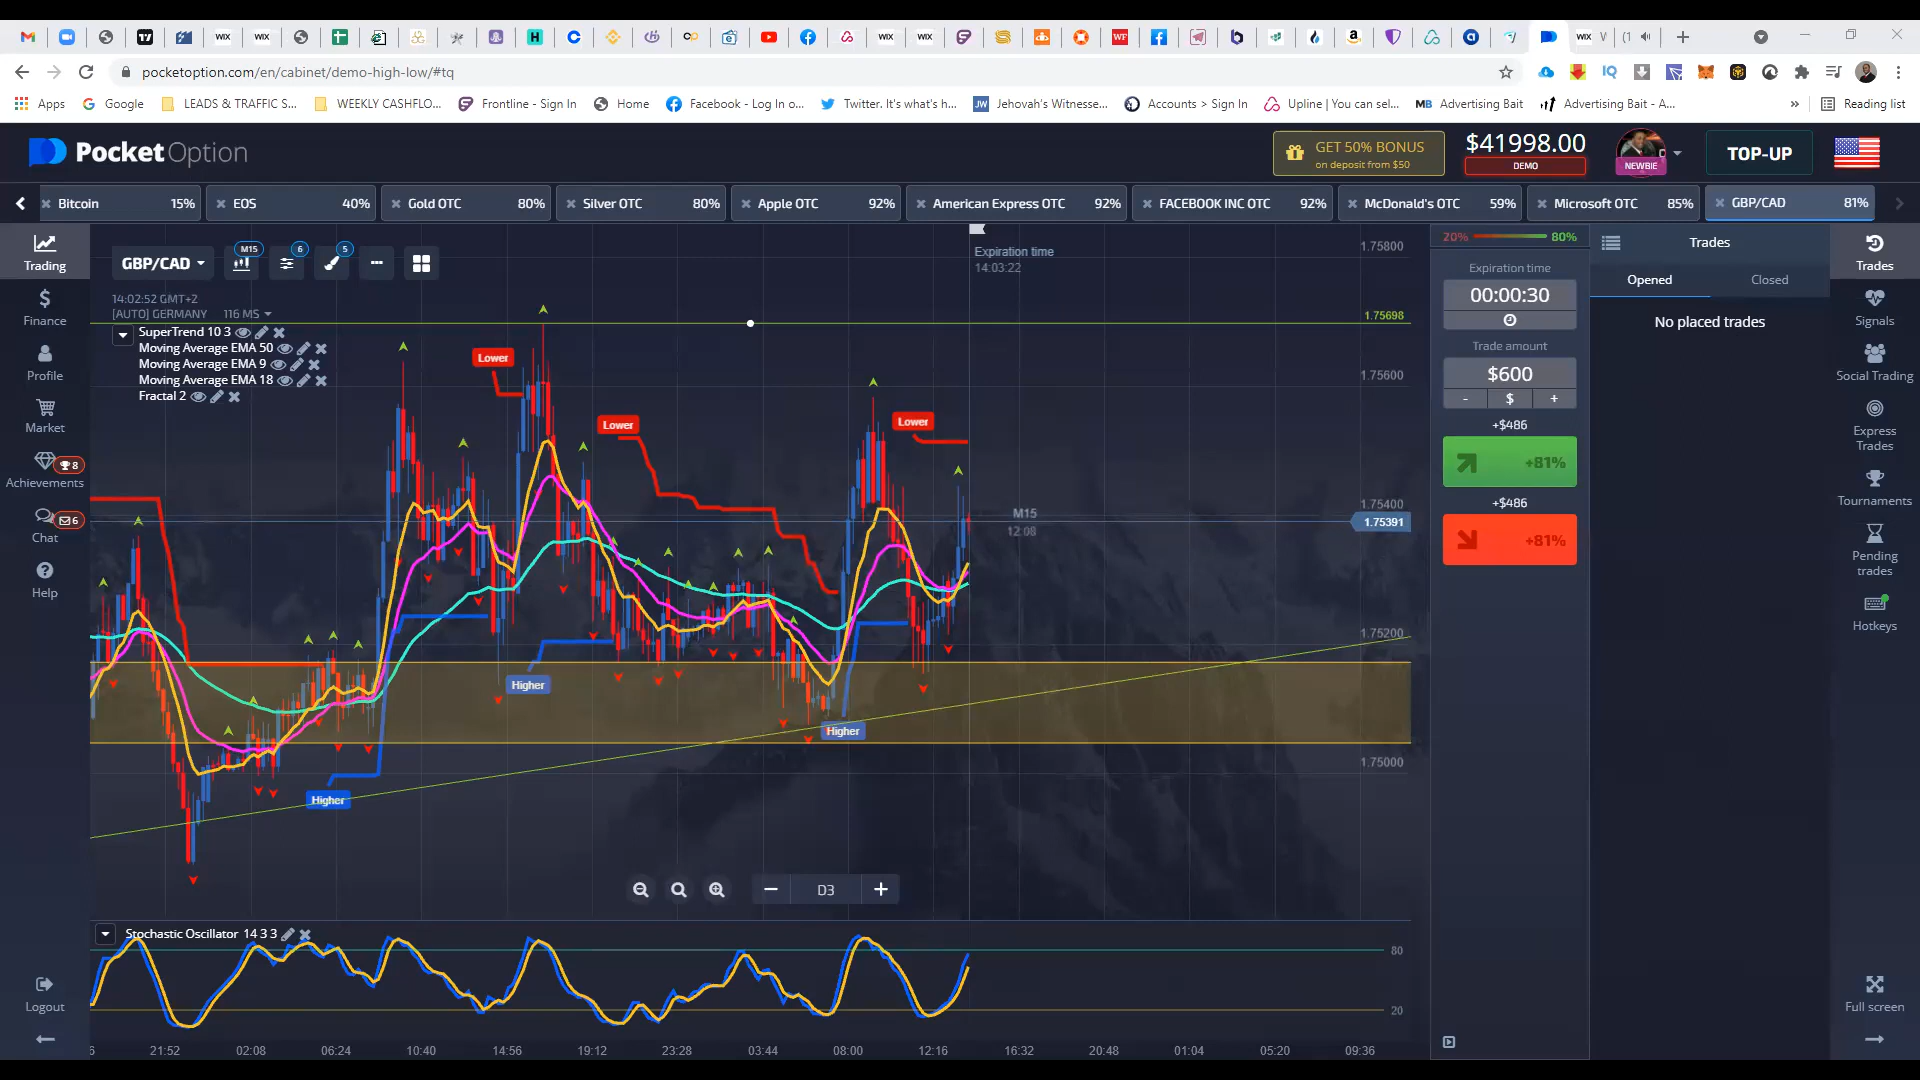 pocketoption.com/en/cabinet/demo-high-low/#tq
Apps
Google
LEADS & TRAFFIC S...
WEEKLY CASHFLO...
Frontline - Sign In
Home
Facebook - Log In o...
Twitter. It's what's h...
JW Jehovah's Witnesse...
Accounts > Sign In
Upline | You can sel...
MB Advertising Bait
Advertising Bait - A...
»
Reading list
PocketOption
GET 50% BONUS
on deposit from $50
$41998.00
DEMO
NEWBIE
TOP-UP
Bitcoin 15%
EOS 40%
Gold OTC 80%
Silver OTC 80%
Apple OTC 92%
American Express OTC 92%
FACEBOOK INC OTC 92%
McDonald's OTC 59%
Microsoft OTC 85%
GBP/CAD 81%
Trading
Finance
Profile
Market
Achievements
8
Chat
6
Help
Logout
GBP/CAD
M15
6
5
14:02:52 GMT+2
[AUTO] GERMANY 116 MS
SuperTrend 10 3
Moving Average EMA 50
Moving Average EMA 9
Moving Average EMA 18
Fractal 2
Expiration time
14:03:22
Lower
Lower
Lower
Higher
Higher
Higher
M15
12:08
1.75800
1.75698
1.75600
1.75400
1.75391
1.75200
1.75000
D3
Stochastic Oscillator 14 3 3
80
20
6
21:52
02:08
06:24
10:40
14:56
19:12
23:28
03:44
08:00
12:16
16:32
20:48
01:04
05:20
09:36
20%
80%
Expiration time
00:00:30
Trade amount
$600
- $ +
+$486
+81%
+$486
+81%
Trades
Opened
Closed
No placed trades
Trades
Signals
Social Trading
Express
Trades
Tournaments
Pending
trades
Hotkeys
Full screen